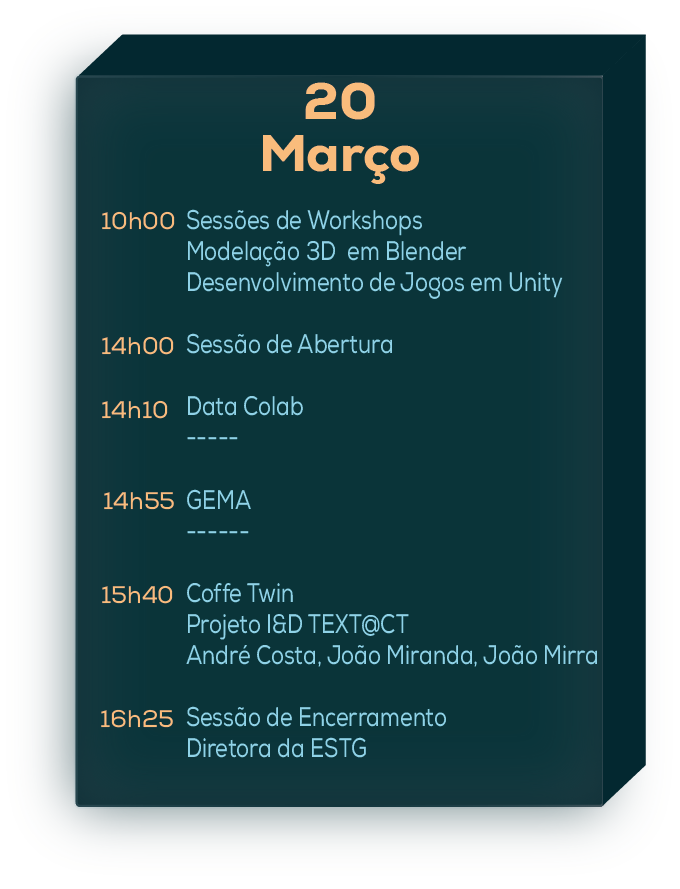 20
Março
10h00 Sessões de Workshops
Modelação 3D em Blender
Desenvolvimento de Jogos em Unity
14h00 Sessão de Abertura
14h10 Data Colab
-----
14h55 GEMA
------
15h40 Coffe Twin
Projeto I&D TEXT@CT
André Costa, João Miranda, João Mirra
16h25 Sessão de Encerramento
Diretora da ESTG